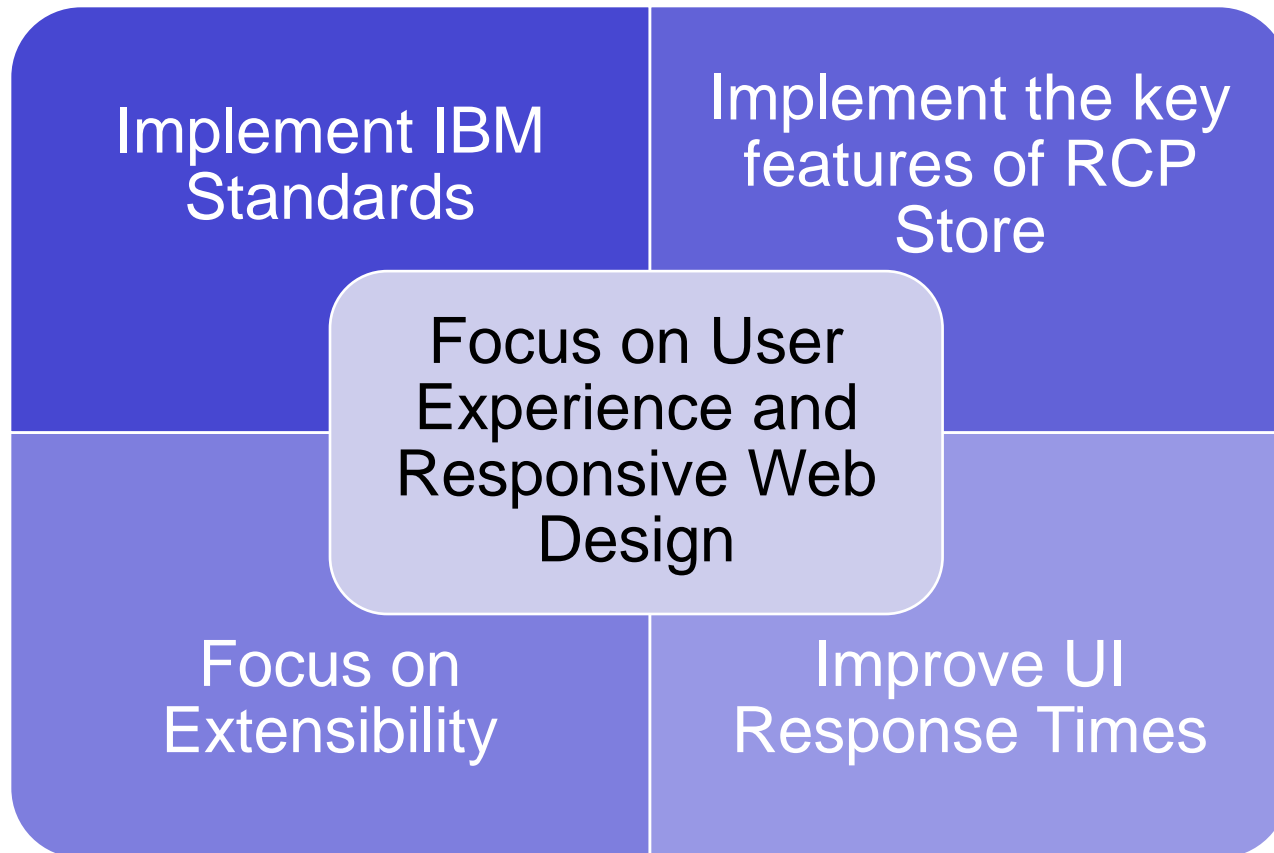 Implement IBM
Standards
Implement the key
features of RCP
Store
Focus on User
Experience and
Responsive Web
Design
Focus on
Extensibility
Improve UI
Response Times